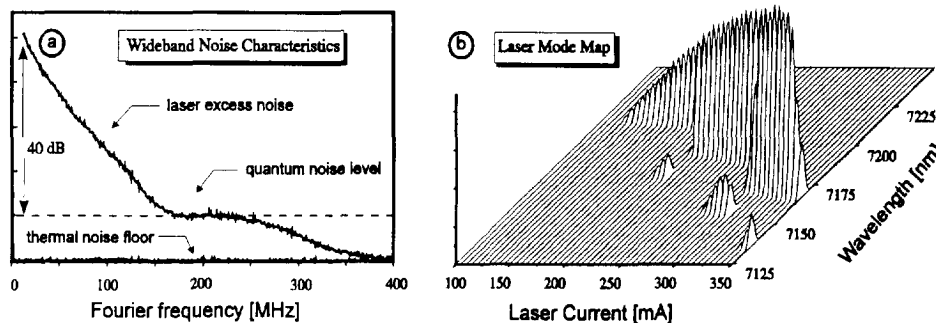 a
Wideband Noise Characteristics
laser excess noise
40 dB
quantum noise level
thermal noise floor
0 100 200 300 400
Fourier frequency [MHz]
b
Laser Mode Map
7225
7200
7175
7150
7125
Wavelength [nm]
100 150 200 250 300 350
Laser Current [mA]